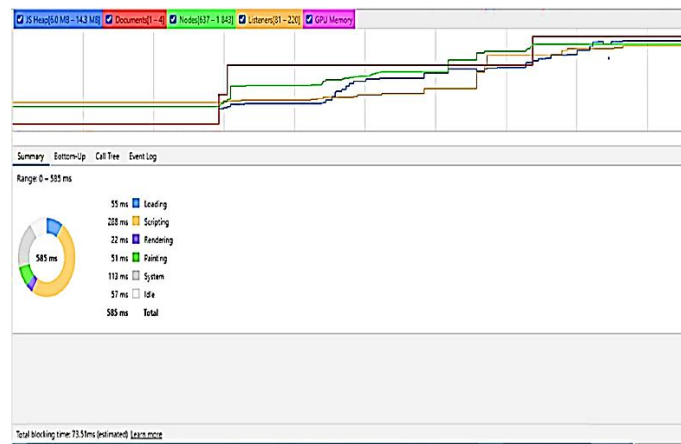 JS Heap[6.0 MB – 14.3 MB] Documents[1 – 4] Nodes[637 – 1 843] Listeners[81 – 220] GPU Memory
Summary Bottom-Up Call Tree Event Log
Range: 0 – 585 ms
55 ms Loading
288 ms Scripting
22 ms Rendering
51 ms Painting
113 ms System
57 ms Idle
585 ms Total
585 ms
Total blocking time: 73.51ms (estimated) Learn more